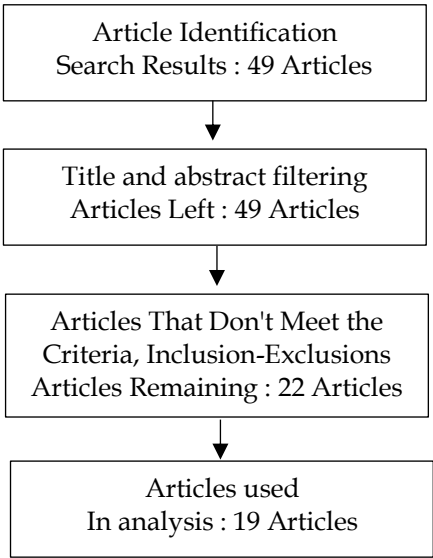 Article Identification
Search Results : 49 Articles
Title and abstract filtering
Articles Left : 49 Articles
Articles That Don't Meet the
Criteria, Inclusion-Exclusions
Articles Remaining : 22 Articles
Articles used
In analysis : 19 Articles